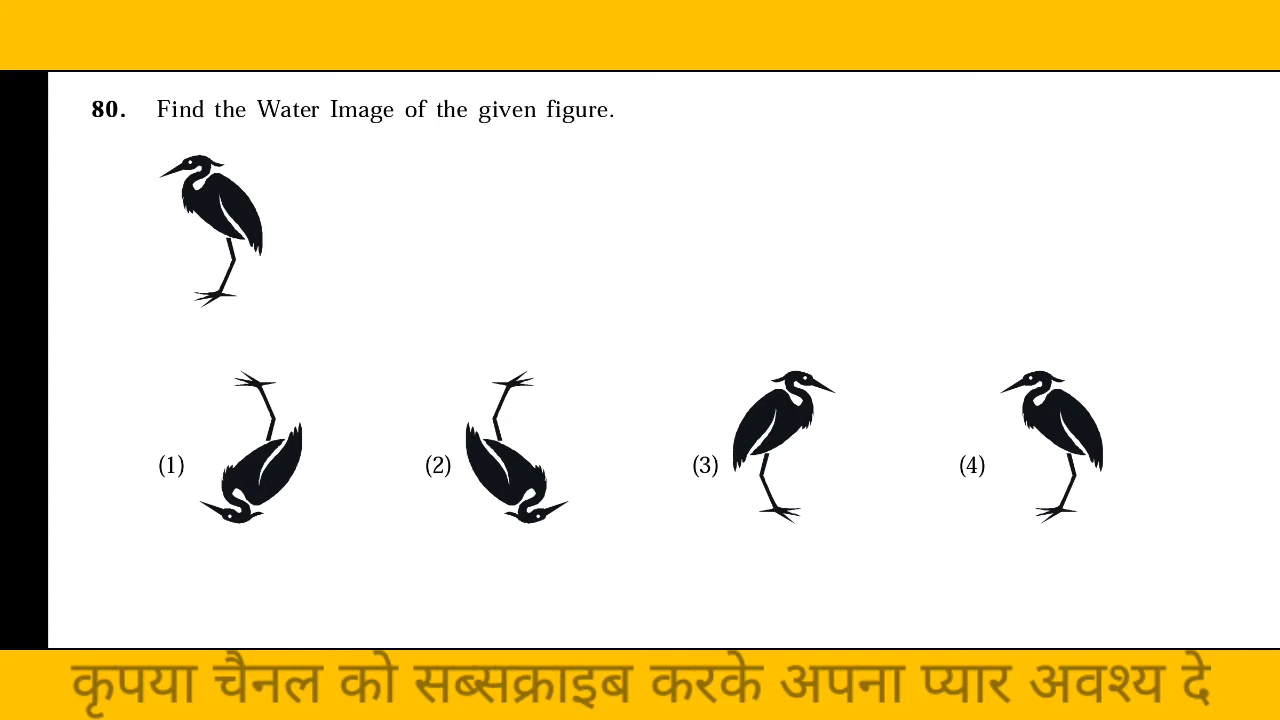 80. Find the Water Image of the given figure.
(1) (2) (3) (4)
कृपया चैनल को सब्सक्राइब करके अपना प्यार अवश्य दे